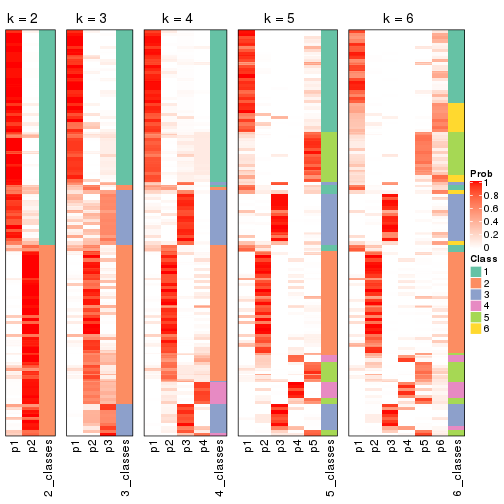 k = 2
k = 3
k = 4
k = 5
k = 6
Prob
1
0.8
0.6
0.4
0.2
0
Class
1
2
3
4
5
6
p1
p2
2_classes
p1
p2
p3
3_classes
p1
p2
p3
p4
4_classes
p1
p2
p3
p4
p5
5_classes
p1
p2
p3
p4
p5
p6
6_classes